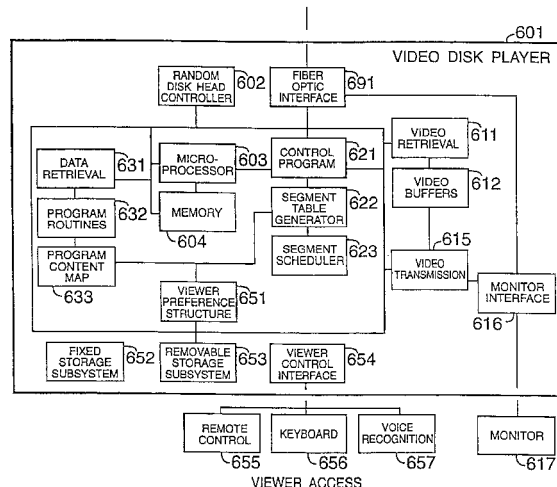 601
VIDEO DISK PLAYER
RANDOM
DISK HEAD
CONTROLLER
602
FIBER
OPTIC
INTERFACE
691
DATA
RETRIEVAL
631
MICRO-
PROCESSOR
603
CONTROL
PROGRAM
621
VIDEO
RETRIEVAL
611
VIDEO
BUFFERS
612
PROGRAM
ROUTINES
632
MEMORY
604
SEGMENT
TABLE
GENERATOR
622
PROGRAM
CONTENT
MAP
633
SEGMENT
SCHEDULER
623
615
VIDEO
TRANSMISSION
MONITOR
INTERFACE
616
VIEWER
PREFERENCE
STRUCTURE
651
FIXED
STORAGE
SUBSYSTEM
652
REMOVABLE
STORAGE
SUBSYSTEM
653
VIEWER
CONTROL
INTERFACE
654
REMOTE
CONTROL
655
KEYBOARD
656
VOICE
RECOGNITION
657
MONITOR
617
VIEWER ACCESS